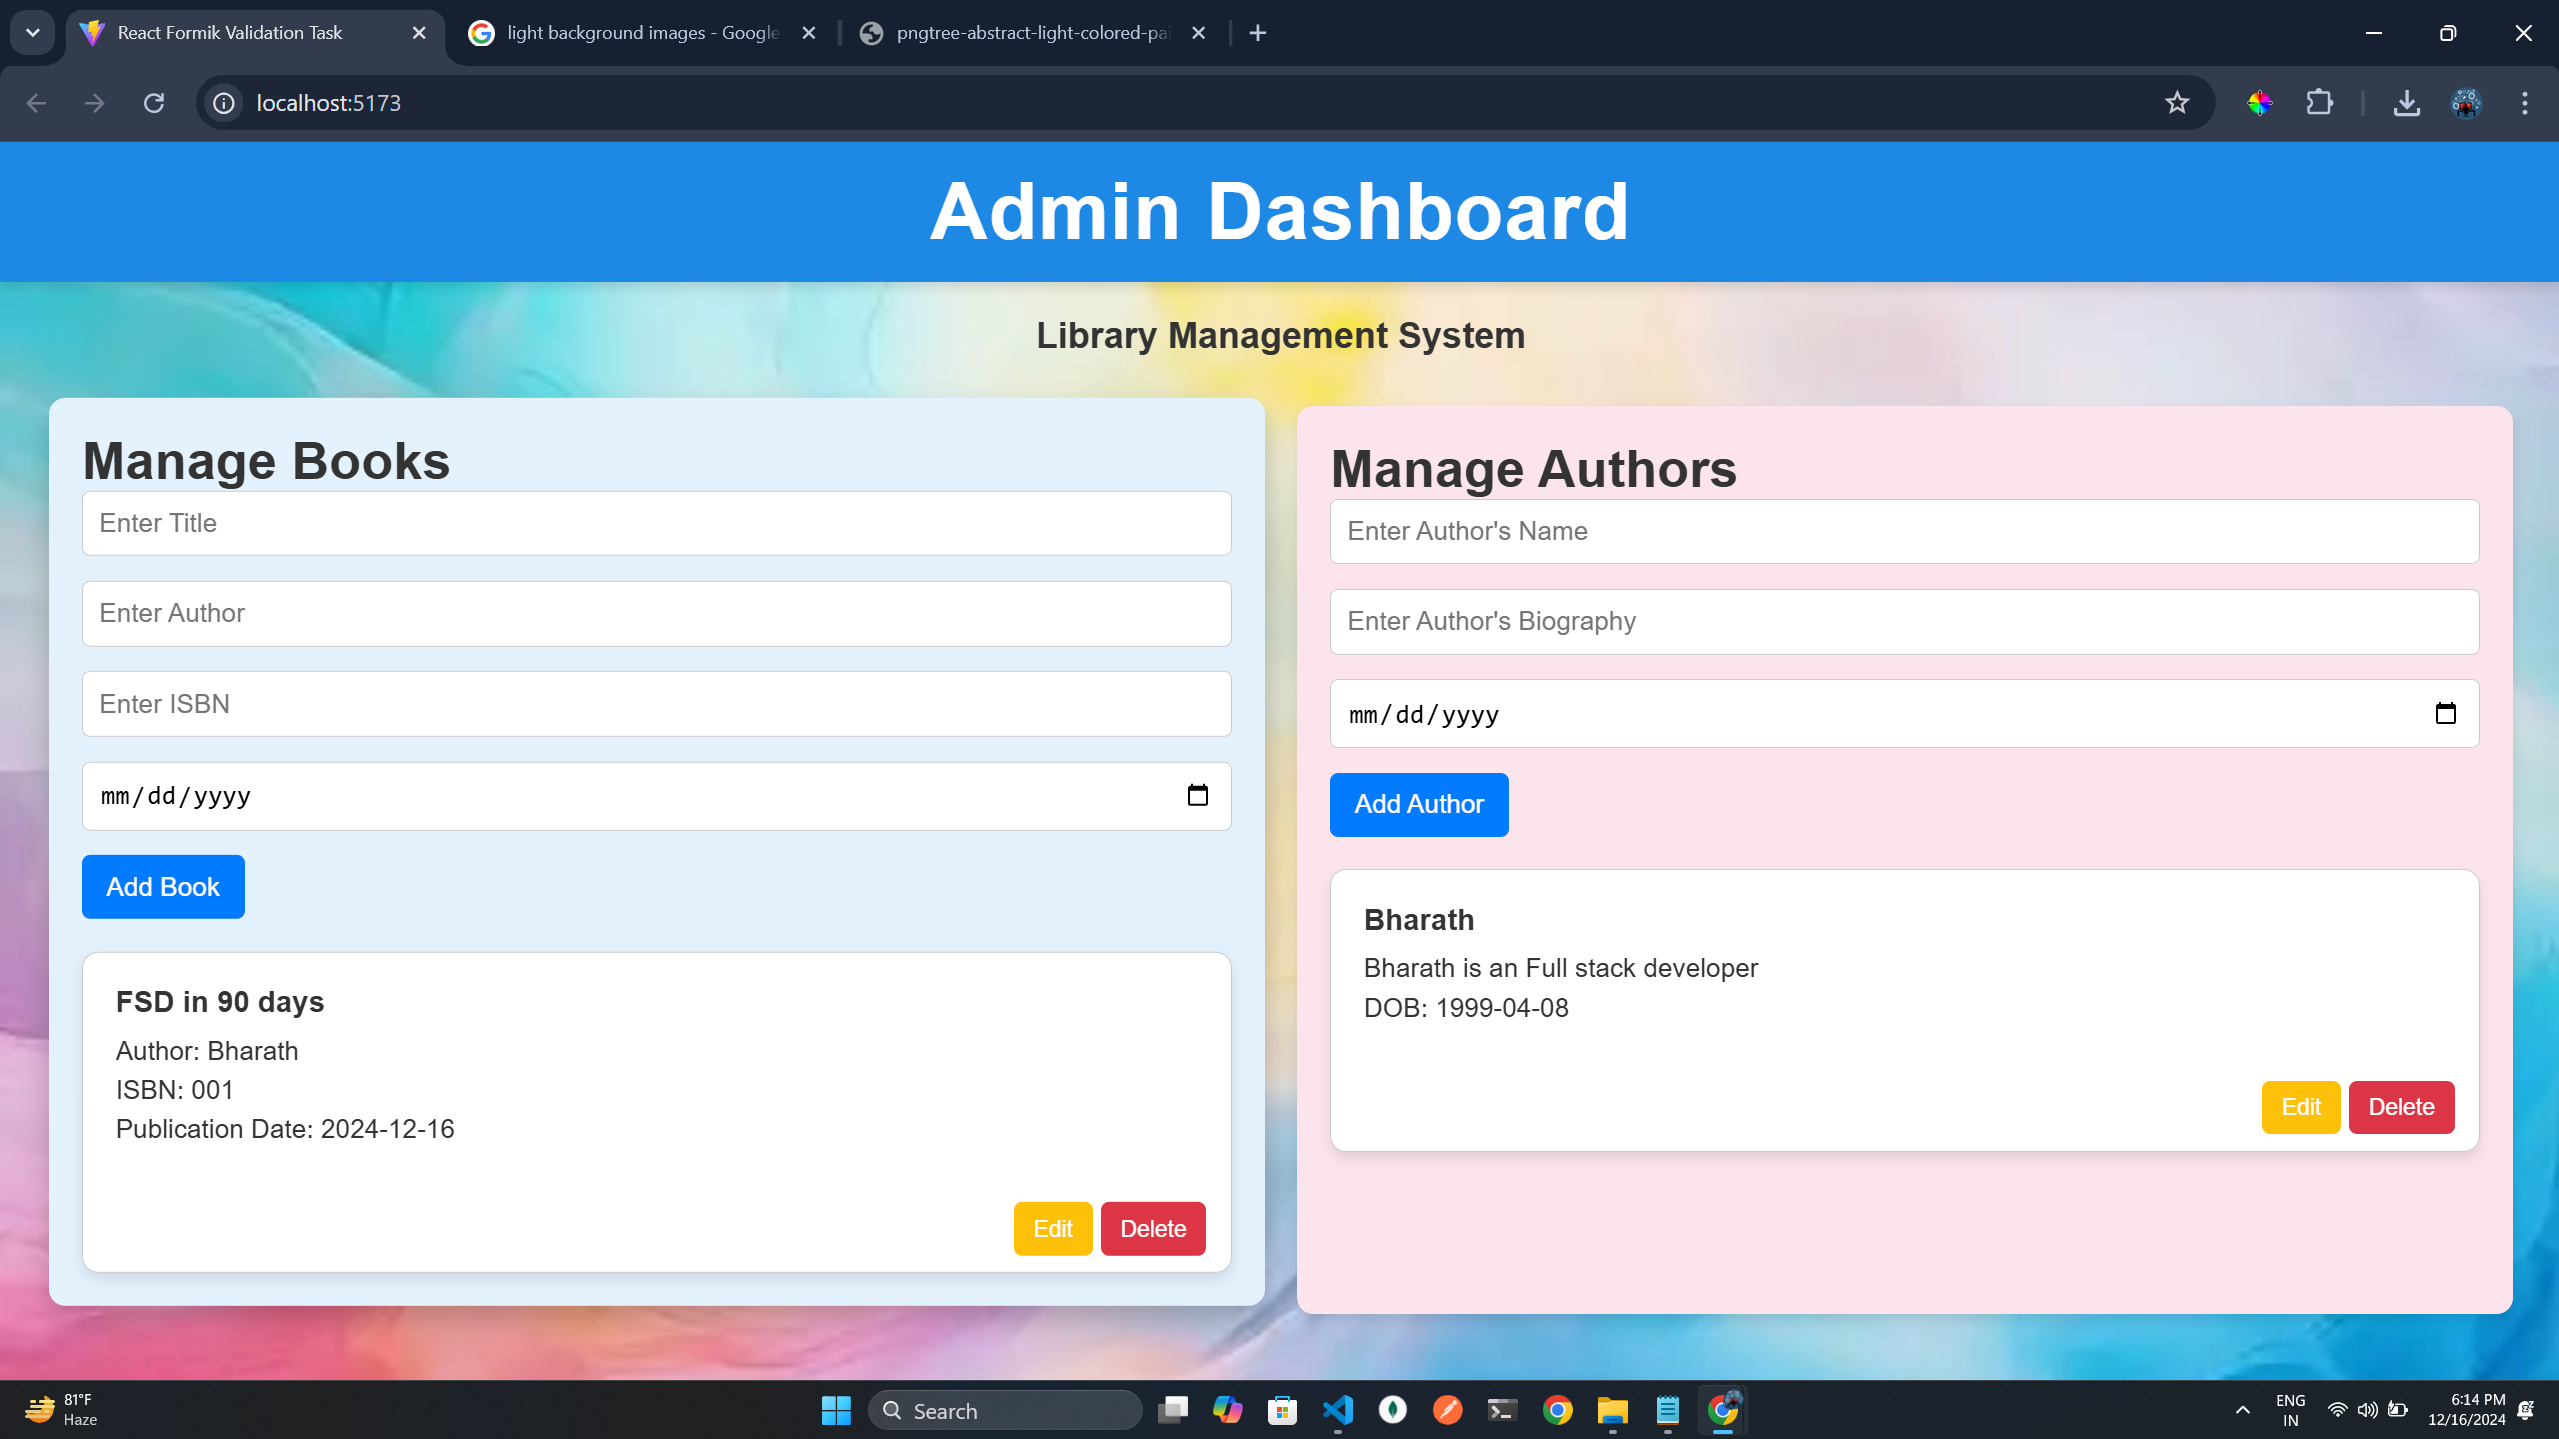 React Formik Validation Task
light background images - Google
pngtree-abstract-light-colored-pai
localhost:5173
Admin Dashboard
Library Management System
Manage Books
Enter Title
Enter Author
Enter ISBN
mm/dd/yyyy
Add Book
FSD in 90 days
Author: Bharath
ISBN: 001
Publication Date: 2024-12-16
Edit Delete
Manage Authors
Enter Author's Name
Enter Author's Biography
mm/dd/yyyy
Add Author
Bharath
Bharath is an Full stack developer
DOB: 1999-04-08
Edit Delete
81°F
Haze
Search
ENG
IN
6:14 PM
12/16/2024